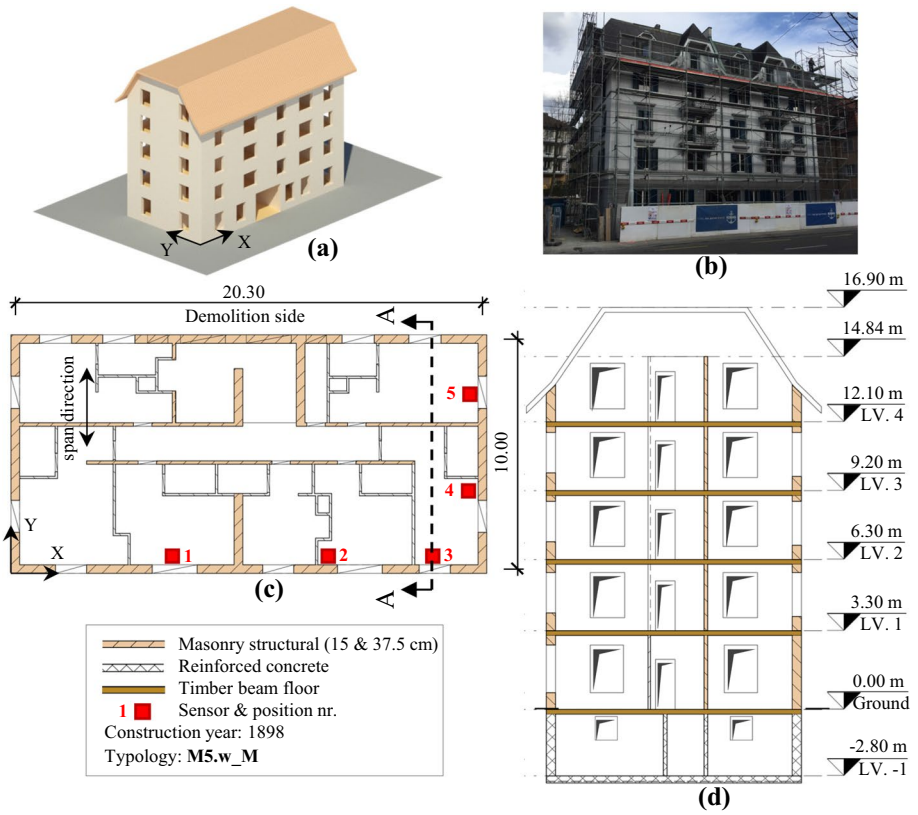 Y
X
(a)
(b)
20.30
Demolition side
A
span direction
5
10.00
4
Y
X
1
2
3
(c)
A
Masonry structural (15 & 37.5 cm)
Reinforced concrete
Timber beam floor
1 Sensor & position nr.
Construction year: 1898
Typology: M5.w_M
16.90 m
14.84 m
12.10 m
LV. 4
9.20 m
LV. 3
6.30 m
LV. 2
3.30 m
LV. 1
0.00 m
Ground
-2.80 m
LV. -1
(d)